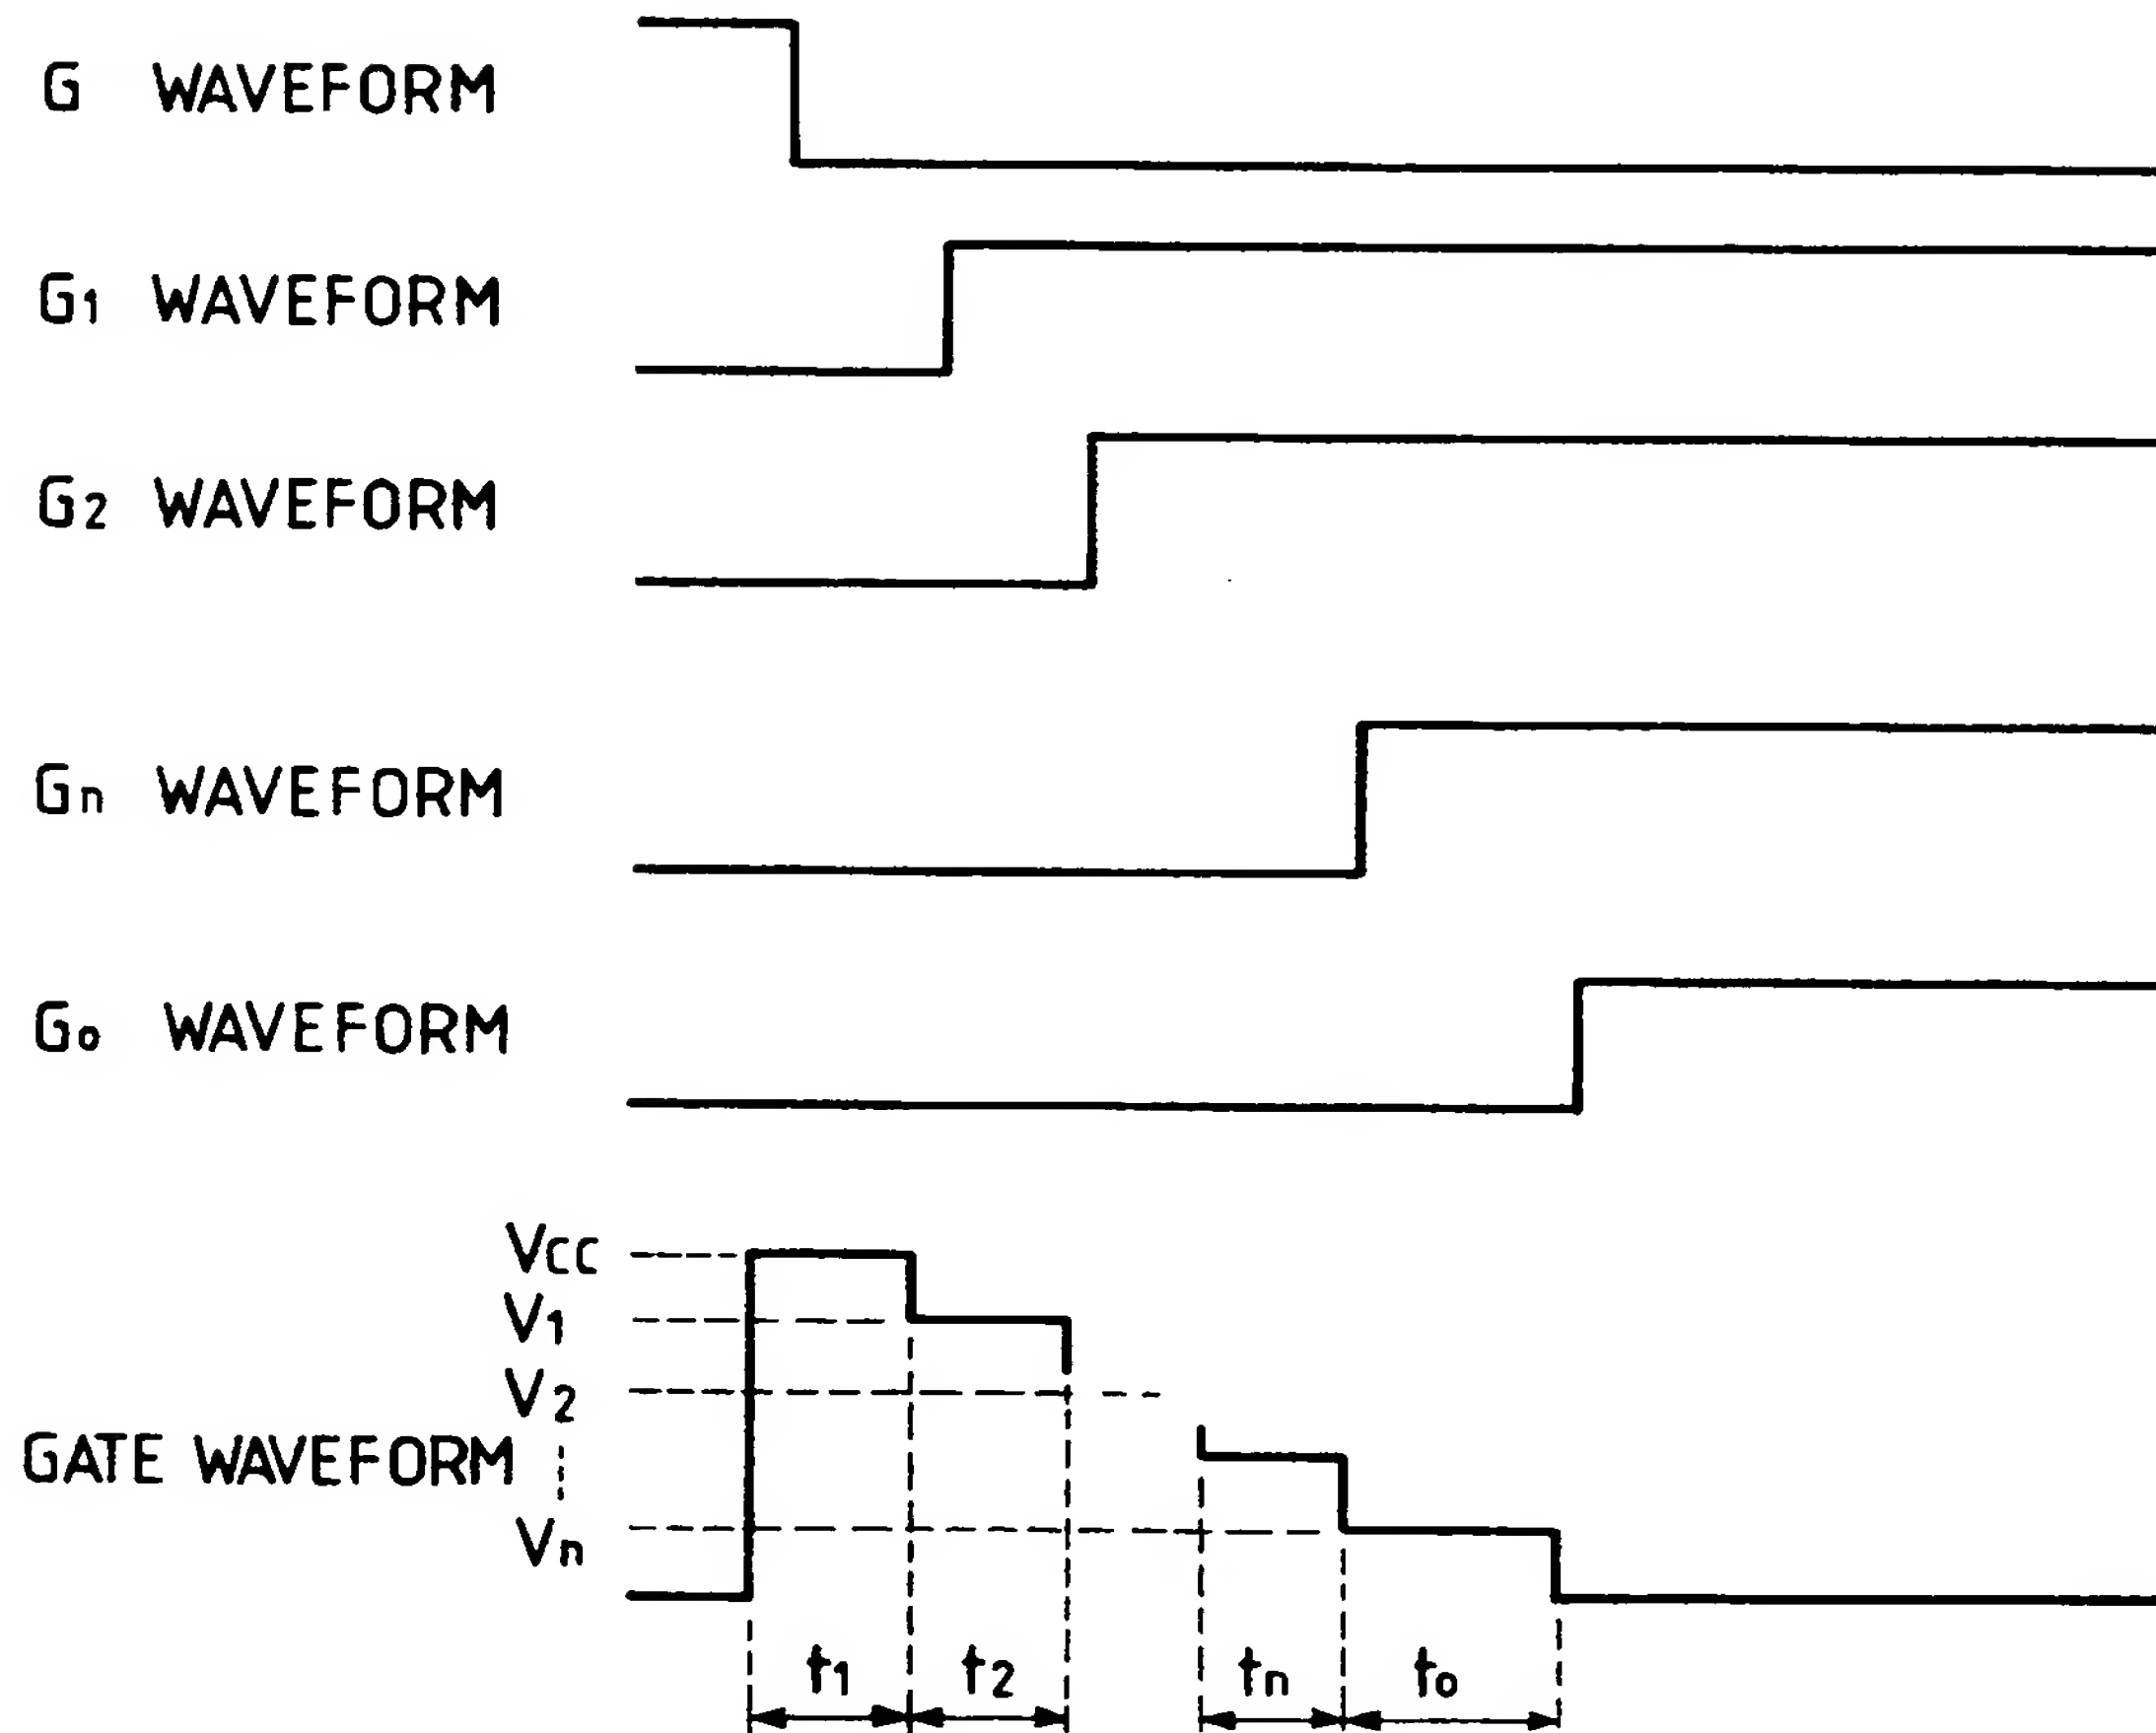 G WAVEFORM
G1 WAVEFORM
G2 WAVEFORM
Gn WAVEFORM
Go WAVEFORM
VCC
V1
V2
GATE WAVEFORM
Vn
t1 t2 tn to